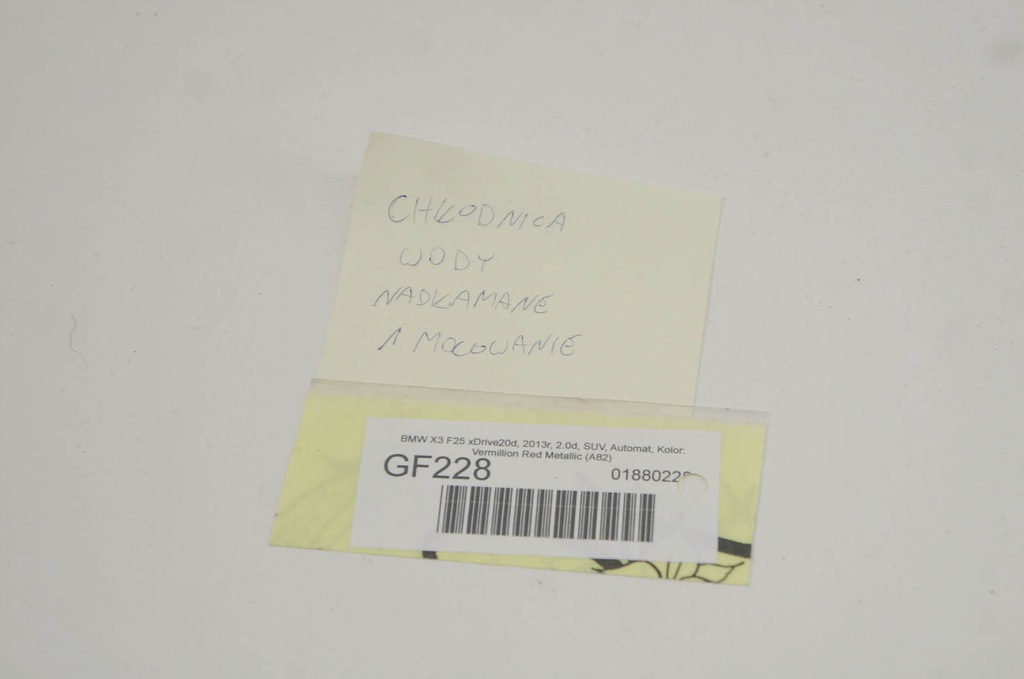 CHŁODNICA
WODY
NADŁAMANE
1 MOCOWANIE
BMW X3 F25 xDrive20d, 2013r, 2.0d, SUV, Automat, Kolor:
Vermillion Red Metallic (A82)
GF228 01880228